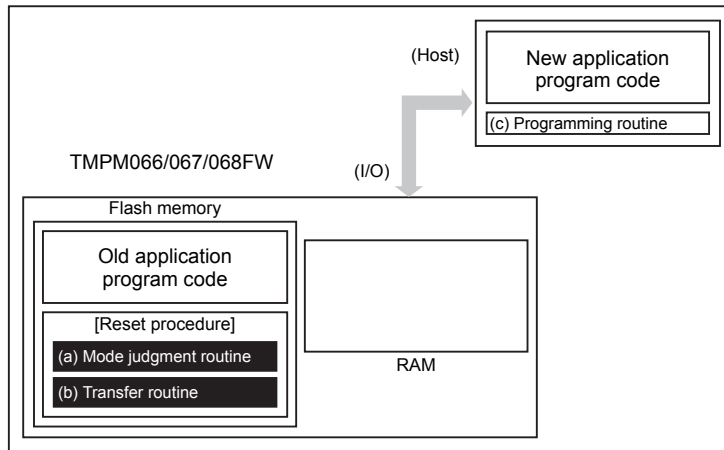 (Host)
New application
program code
(c) Programming routine
TMPM066/067/068FW
(I/O)
Flash memory
Old application
program code
[Reset procedure]
(a) Mode judgment routine
(b) Transfer routine
RAM